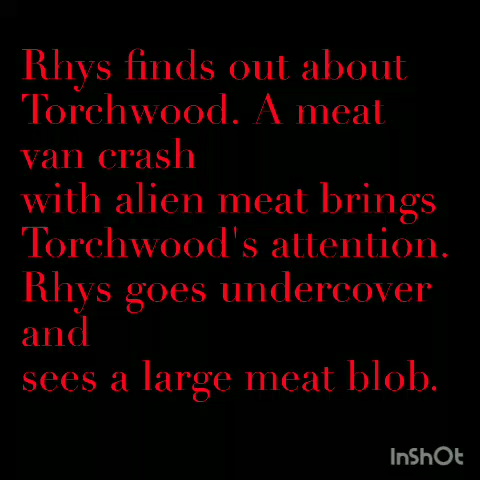 Rhys finds out about
Torchwood. A meat
van crash
with alien meat brings
Torchwood's attention.
Rhys goes undercover
and
sees a large meat blob.
InShOt